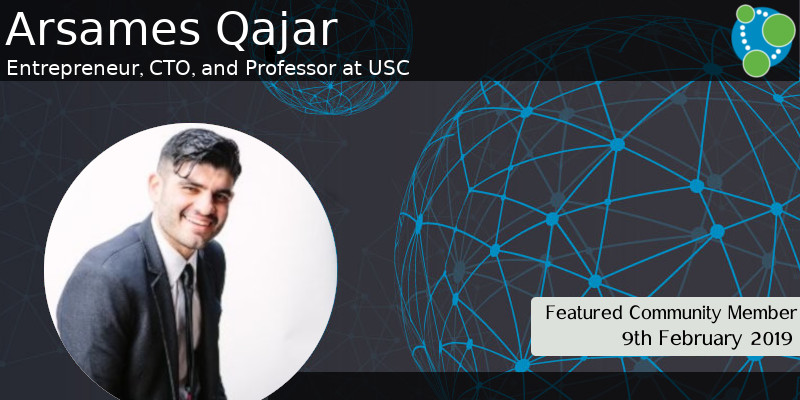 Arsames Qajar
Entrepreneur, CTO, and Professor at USC
Featured Community Member
9th February 2019